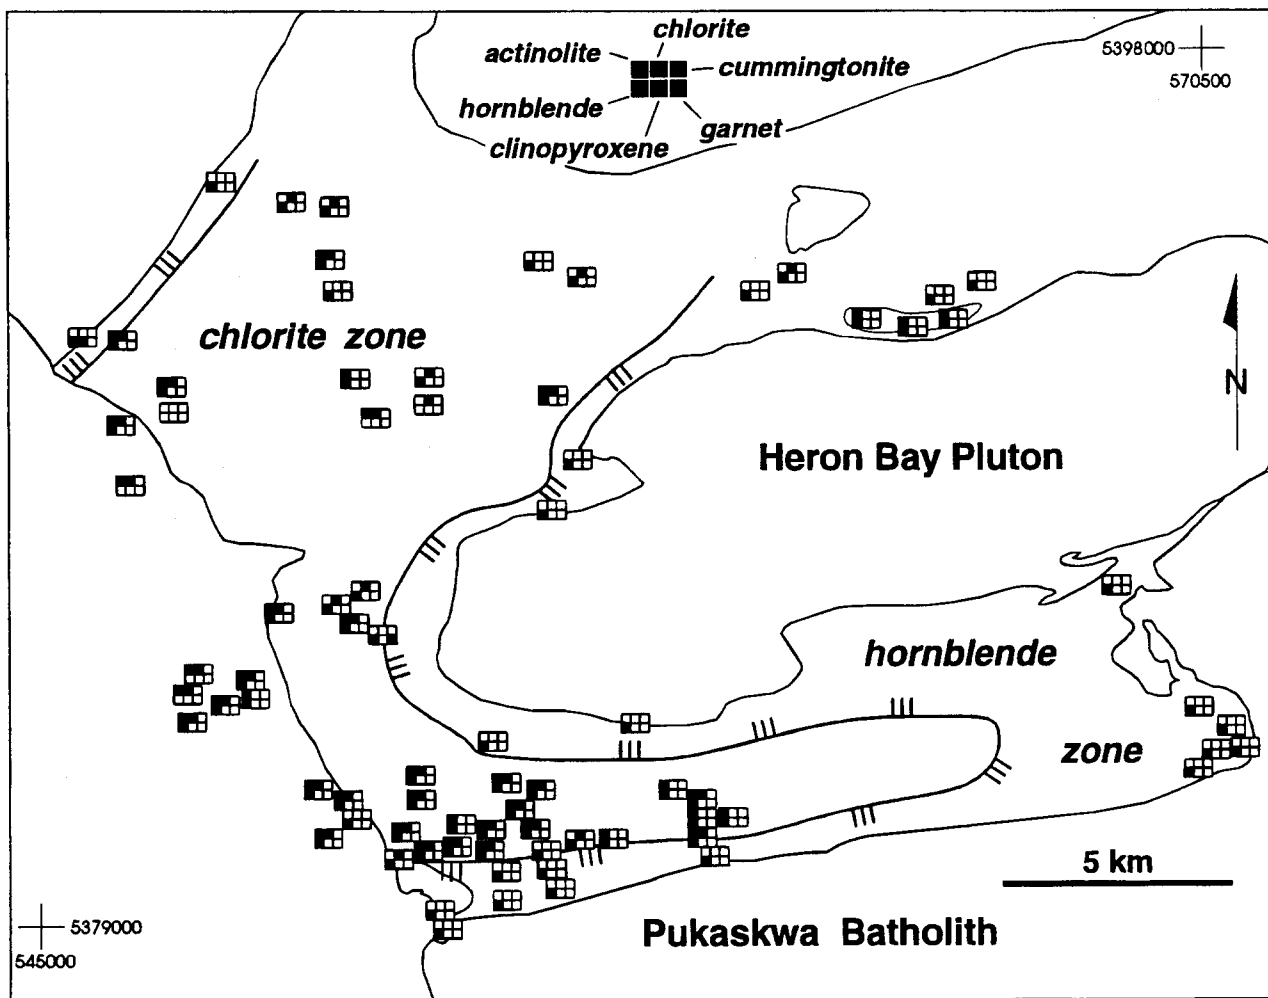 chlorite
actinolite
cummingtonite
hornblende
garnet
clinopyroxene
5398000
570500
chlorite zone
N
Heron Bay Pluton
hornblende
zone
5 km
5379000
545000
Pukaskwa Batholith